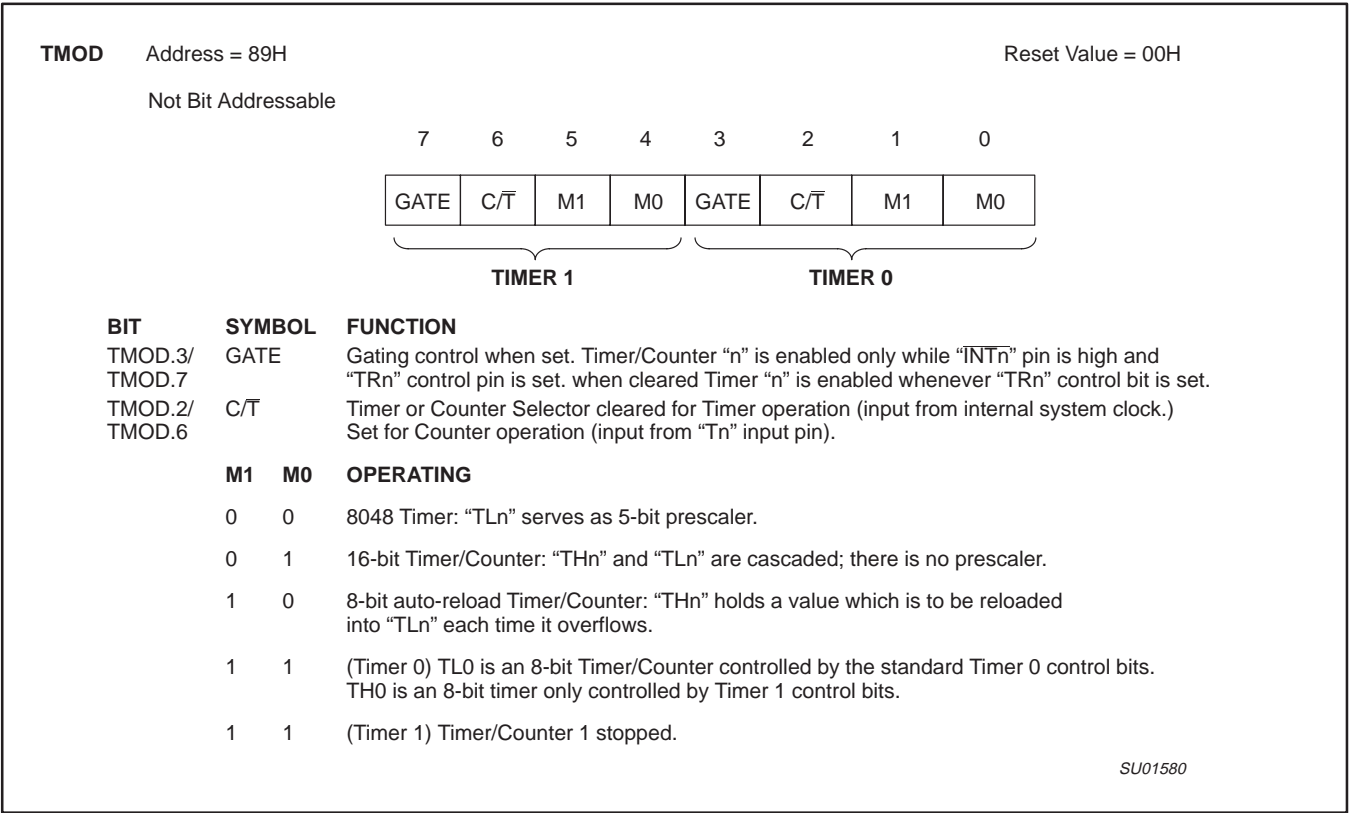 TMOD Address = 89H Reset Value = 00H
Not Bit Addressable
7 6 5 4 3 2 1 0
GATE C/T̅ M1 M0 GATE C/T̅ M1 M0
TIMER 1 TIMER 0
BIT SYMBOL FUNCTION
TMOD.3/ GATE Gating control when set. Timer/Counter “n” is enabled only while “I̅N̅T̅n̅” pin is high and
TMOD.7 “TRn” control pin is set. when cleared Timer “n” is enabled whenever “TRn” control bit is set.
TMOD.2/ C/T̅ Timer or Counter Selector cleared for Timer operation (input from internal system clock.)
TMOD.6 Set for Counter operation (input from “Tn” input pin).
M1 M0 OPERATING
0 0 8048 Timer: “TLn” serves as 5-bit prescaler.
0 1 16-bit Timer/Counter: “THn” and “TLn” are cascaded; there is no prescaler.
1 0 8-bit auto-reload Timer/Counter: “THn” holds a value which is to be reloaded
into “TLn” each time it overflows.
1 1 (Timer 0) TL0 is an 8-bit Timer/Counter controlled by the standard Timer 0 control bits.
TH0 is an 8-bit timer only controlled by Timer 1 control bits.
1 1 (Timer 1) Timer/Counter 1 stopped.
SU01580